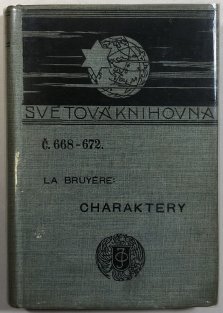 SVĚTOVÁ KNIHOVNA
Č. 668-672.
LA BRUYÈRE:
CHARAKTERY